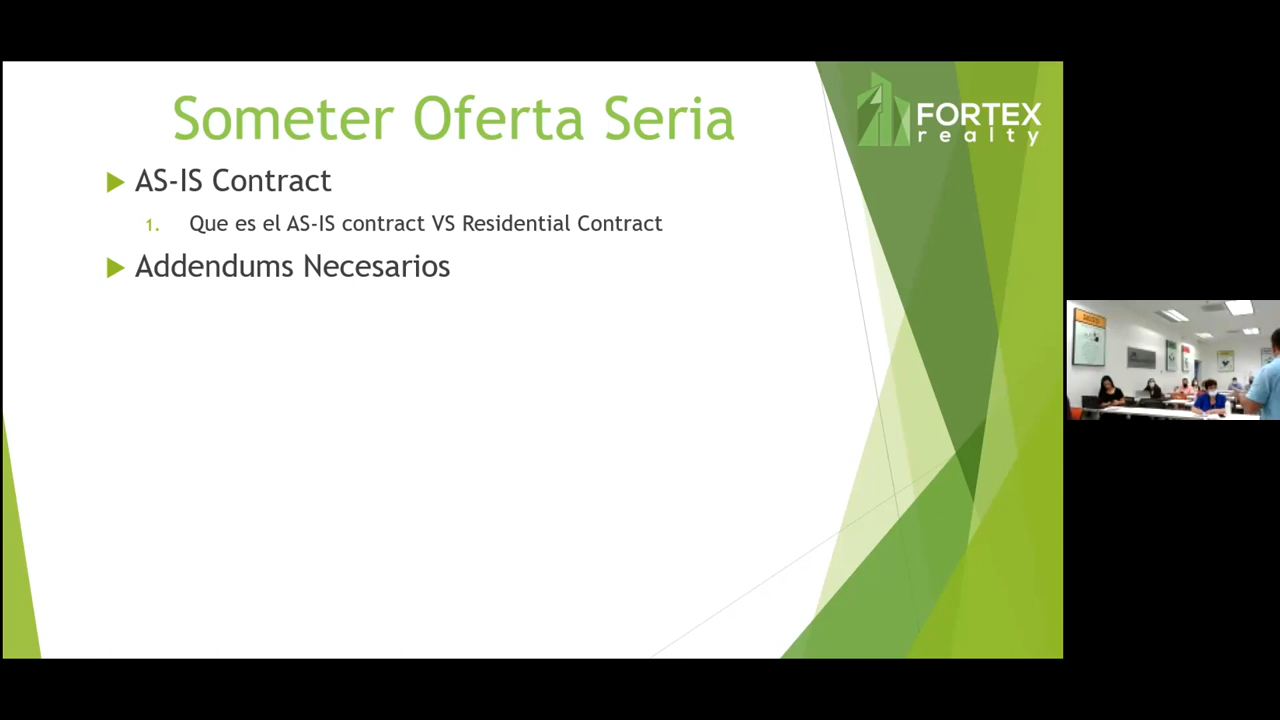 Someter Oferta Seria
FORTEX
realty
AS-IS Contract
1. Que es el AS-IS contract VS Residential Contract
Addendums Necesarios